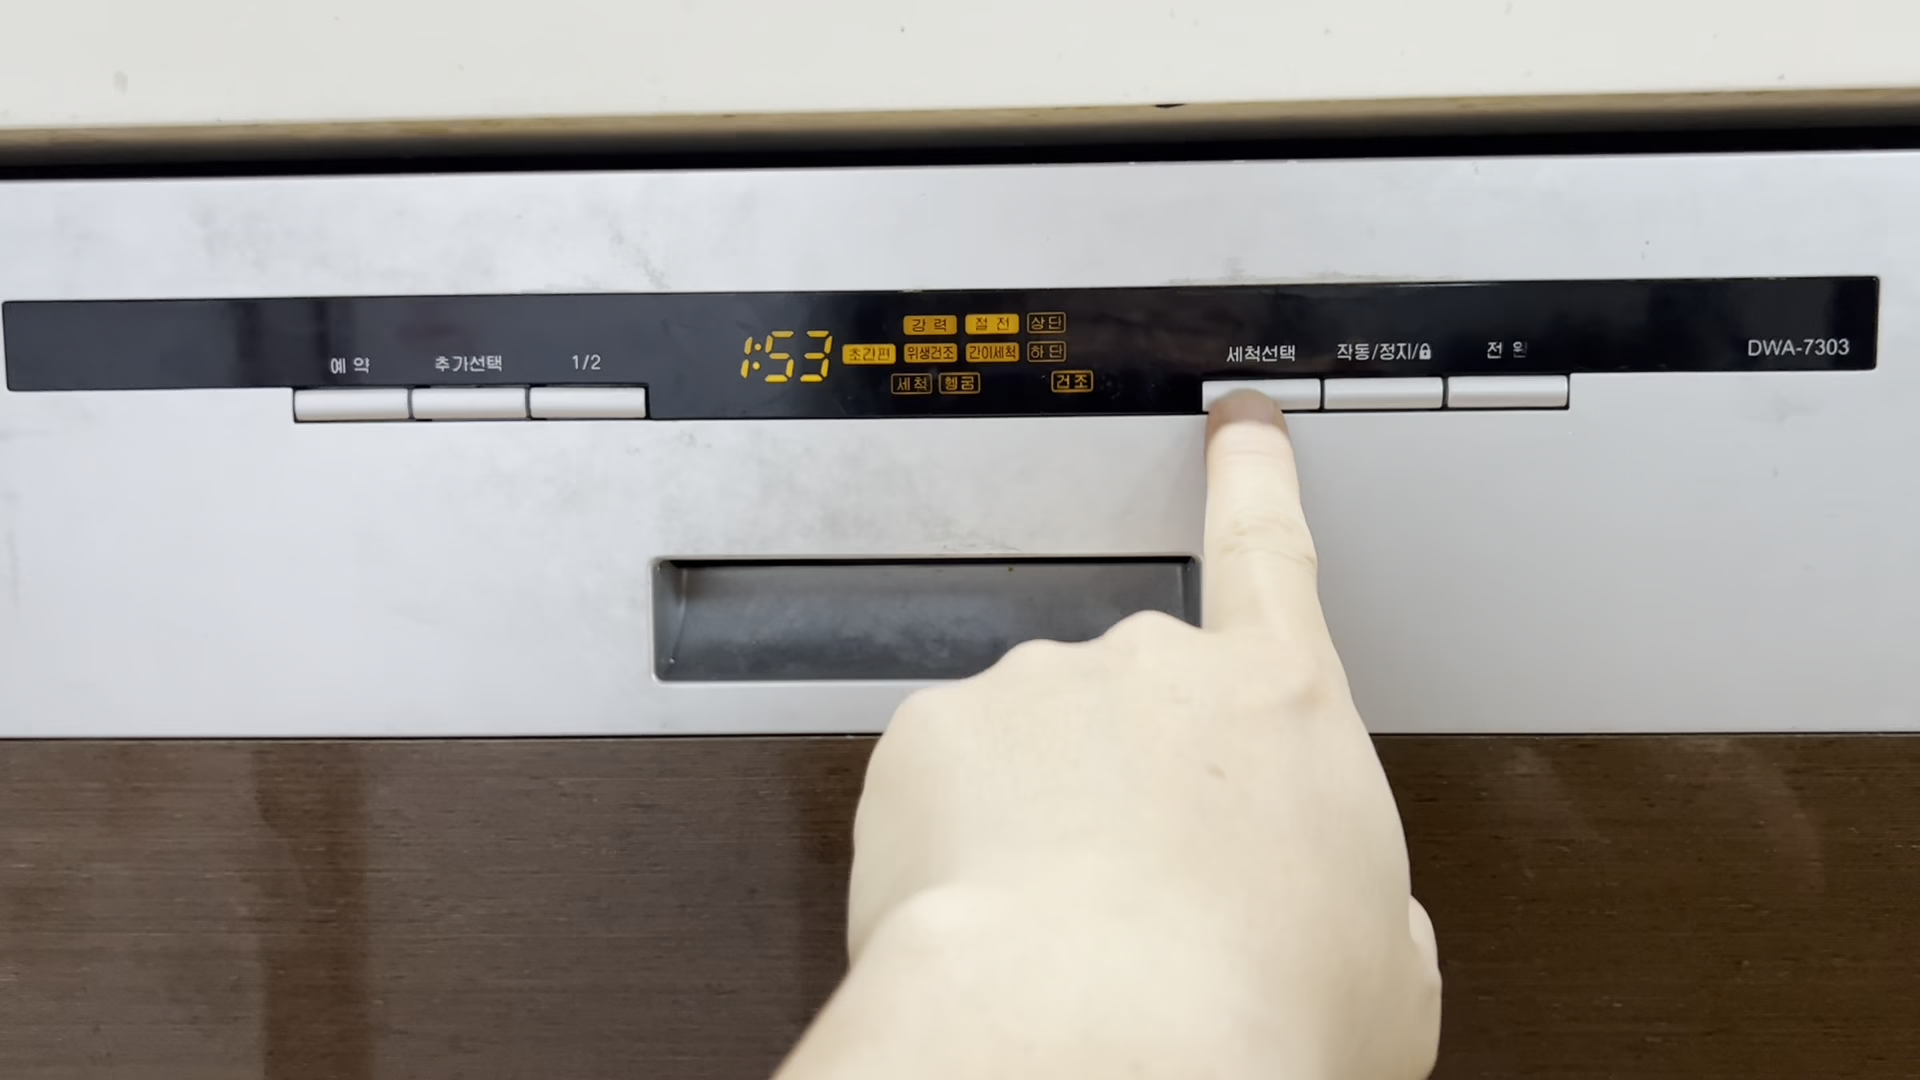 예 약
추가선택
1/2
1:53
강 력
절 전
상단
초간편
위생건조
간이세척
하단
세척
헹굼
건조
세척선택
작동/정지/
전 원
DWA-7303